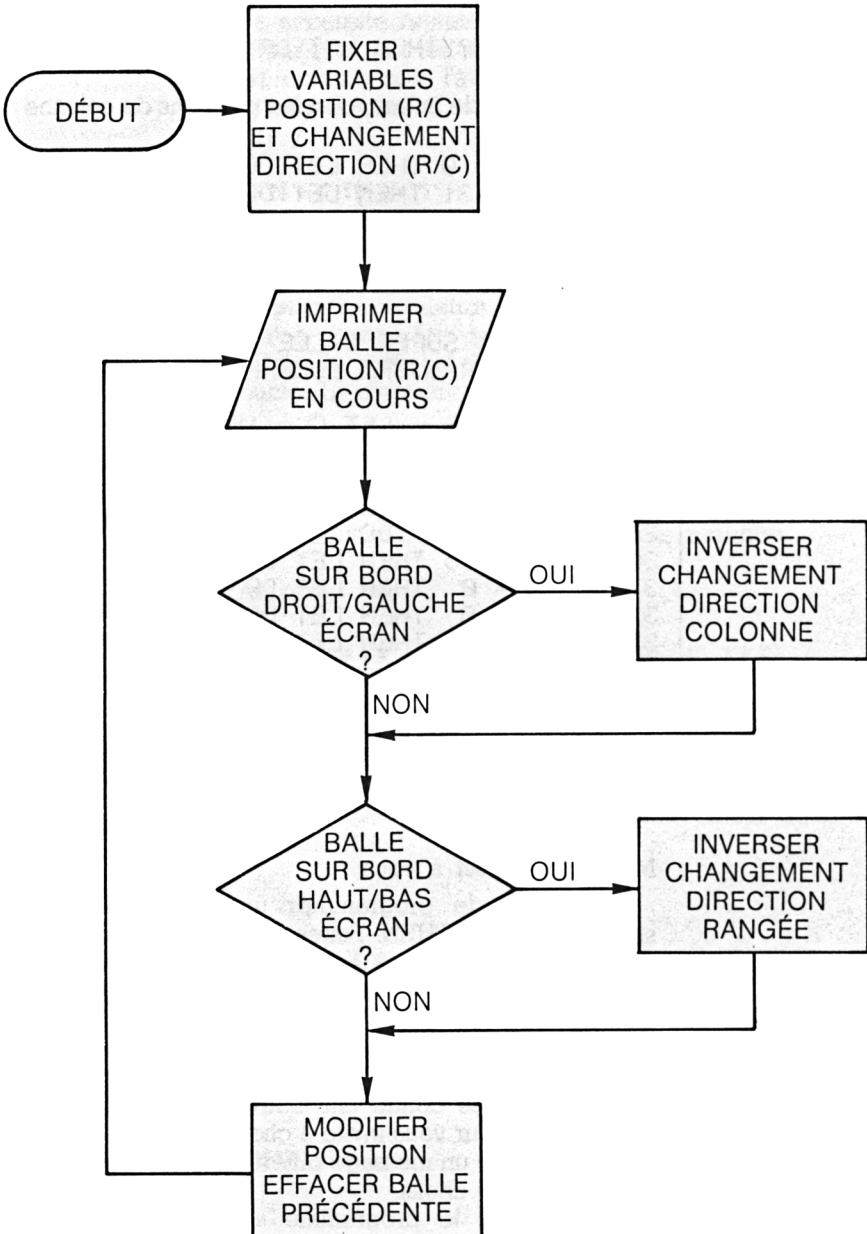 DÉBUT
FIXER
VARIABLES
POSITION (R/C)
ET CHANGEMENT
DIRECTION (R/C)
IMPRIMER
BALLE
POSITION (R/C)
EN COURS
BALLE
SUR BORD
DROIT/GAUCHE
ÉCRAN
?
OUI
INVERSER
CHANGEMENT
DIRECTION
COLONNE
NON
BALLE
SUR BORD
HAUT/BAS
ÉCRAN
?
OUI
INVERSER
CHANGEMENT
DIRECTION
RANGÉE
NON
MODIFIER
POSITION
EFFACER BALLE
PRÉCÉDENTE